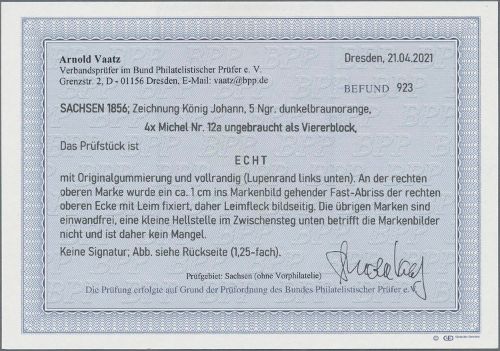 Arnold Vaatz
Verbandsprüfer im Bund Philatelistischer Prüfer e. V.
Grenzstr. 2, D - 01156 Dresden, E-Mail: vaatz@bpp.de
Dresden, 21.04.2021
BEFUND 923
SACHSEN 1856; Zeichnung König Johann, 5 Ngr. dunkelbraunorange,
4x Michel Nr. 12a ungebraucht als Viererblock,
Das Prüfstück ist
ECHT
mit Originalgummierung und vollrandig (Lupenrand links unten). An der rechten
oberen Marke wurde ein ca. 1 cm ins Markenbild gehender Fast-Abriss der rechten
oberen Ecke mit Leim fixiert, daher Leimfleck bildseitig. Die übrigen Marken sind
einwandfrei, eine kleine Hellstelle im Zwischensteg unten betrifft die Markenbilder
nicht und ist daher kein Mangel.
Keine Signatur; Abb. siehe Rückseite (1,25-fach).
Arnold Vaatz
Prüfgebiet: Sachsen (ohne Vorphilatelie)
Die Prüfung erfolgte auf Grund der Prüfordnung des Bundes Philatelistischer Prüfer e.V.